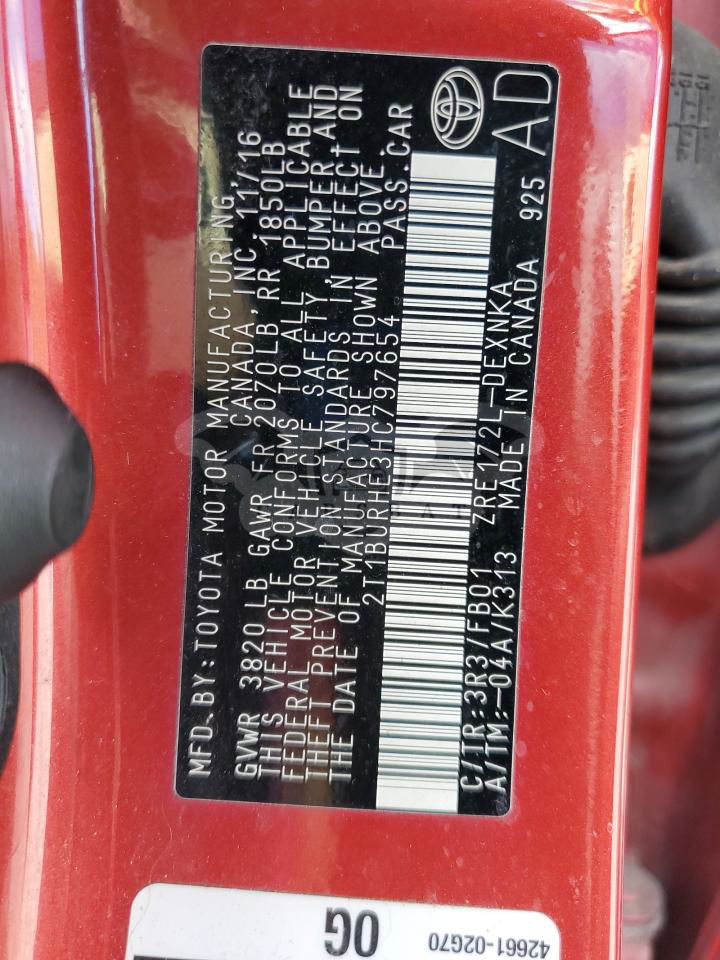 MFD.BY:TOYOTA MOTOR MANUFACTURING,
CANADA, INC 11/16
GVWR 3820 LB GAWR FR 2070LB, RR 1850LB
THIS VEHICLE CONFORMS TO ALL APPLICABLE
FEDERAL MOTOR VEHICLE SAFETY, BUMPER, AND
THEFT PREVENTION STANDARDS IN EFFECT ON
THE DATE OF MANUFACTURE SHOWN ABOVE.
2T1BURHE3HC797654 PASS.CAR
C/TR:3R3/FB01 ZRE172L-DEXNKA
A/TM:-04A/K313 MADE IN CANADA 925
AD
0G
42661-02G70